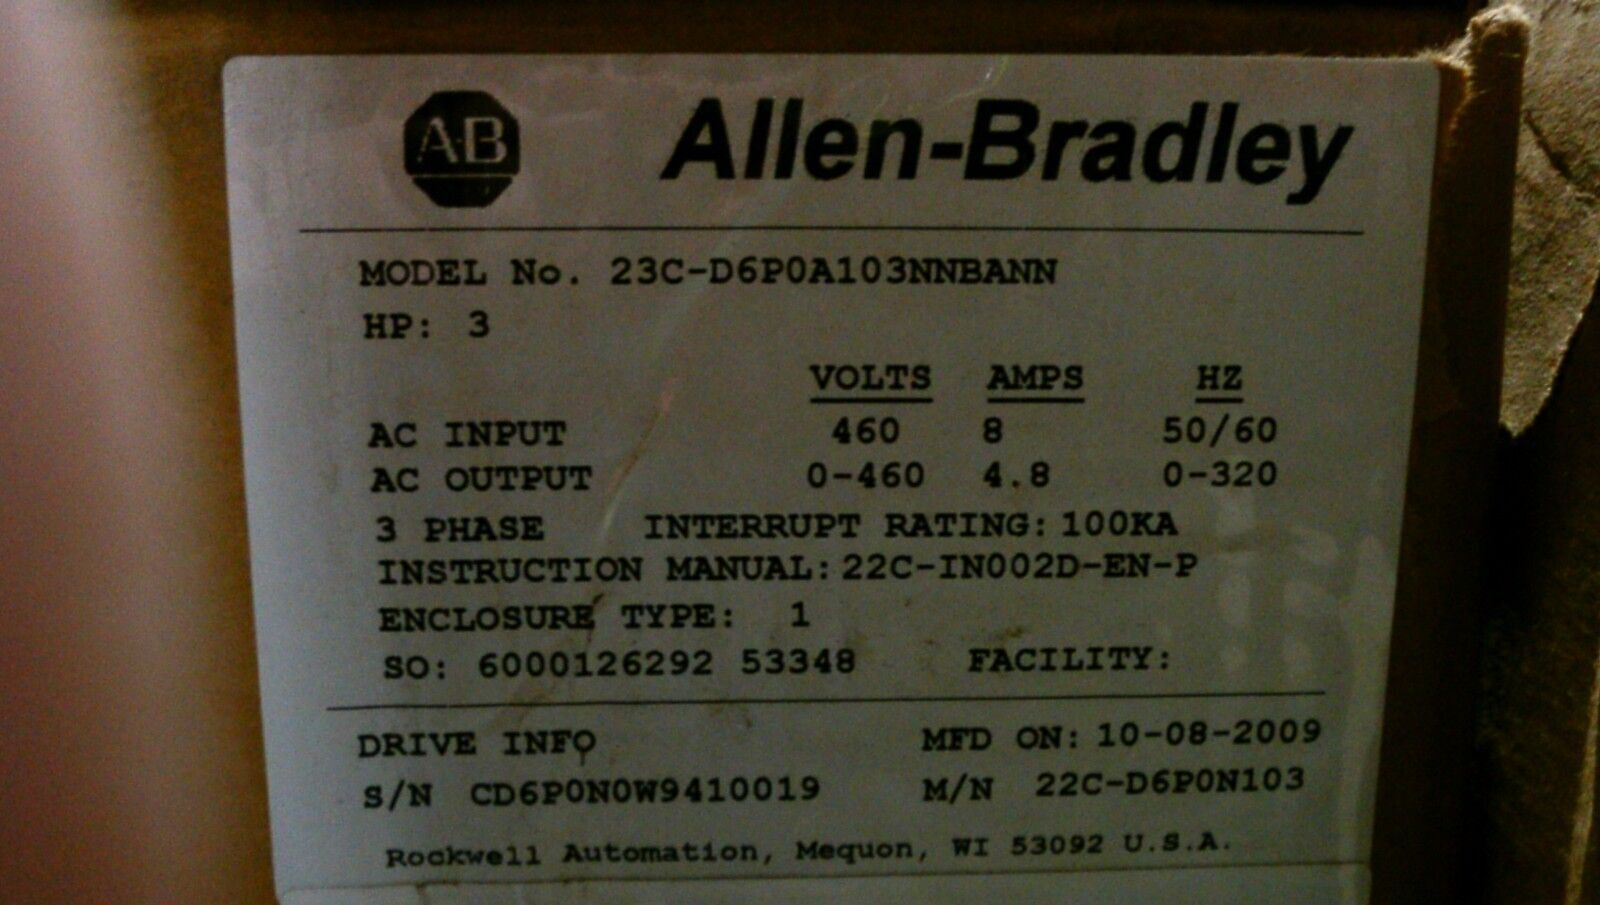 A·B Allen-Bradley
MODEL No. 23C-D6P0A103NNBANN
HP: 3
VOLTS AMPS HZ
AC INPUT 460 8 50/60
AC OUTPUT 0-460 4.8 0-320
3 PHASE INTERRUPT RATING: 100KA
INSTRUCTION MANUAL: 22C-IN002D-EN-P
ENCLOSURE TYPE: 1
SO: 6000126292 53348 FACILITY:
DRIVE INFO MFD ON: 10-08-2009
S/N CD6P0N0W9410019 M/N 22C-D6P0N103
Rockwell Automation, Mequon, WI 53092 U.S.A.